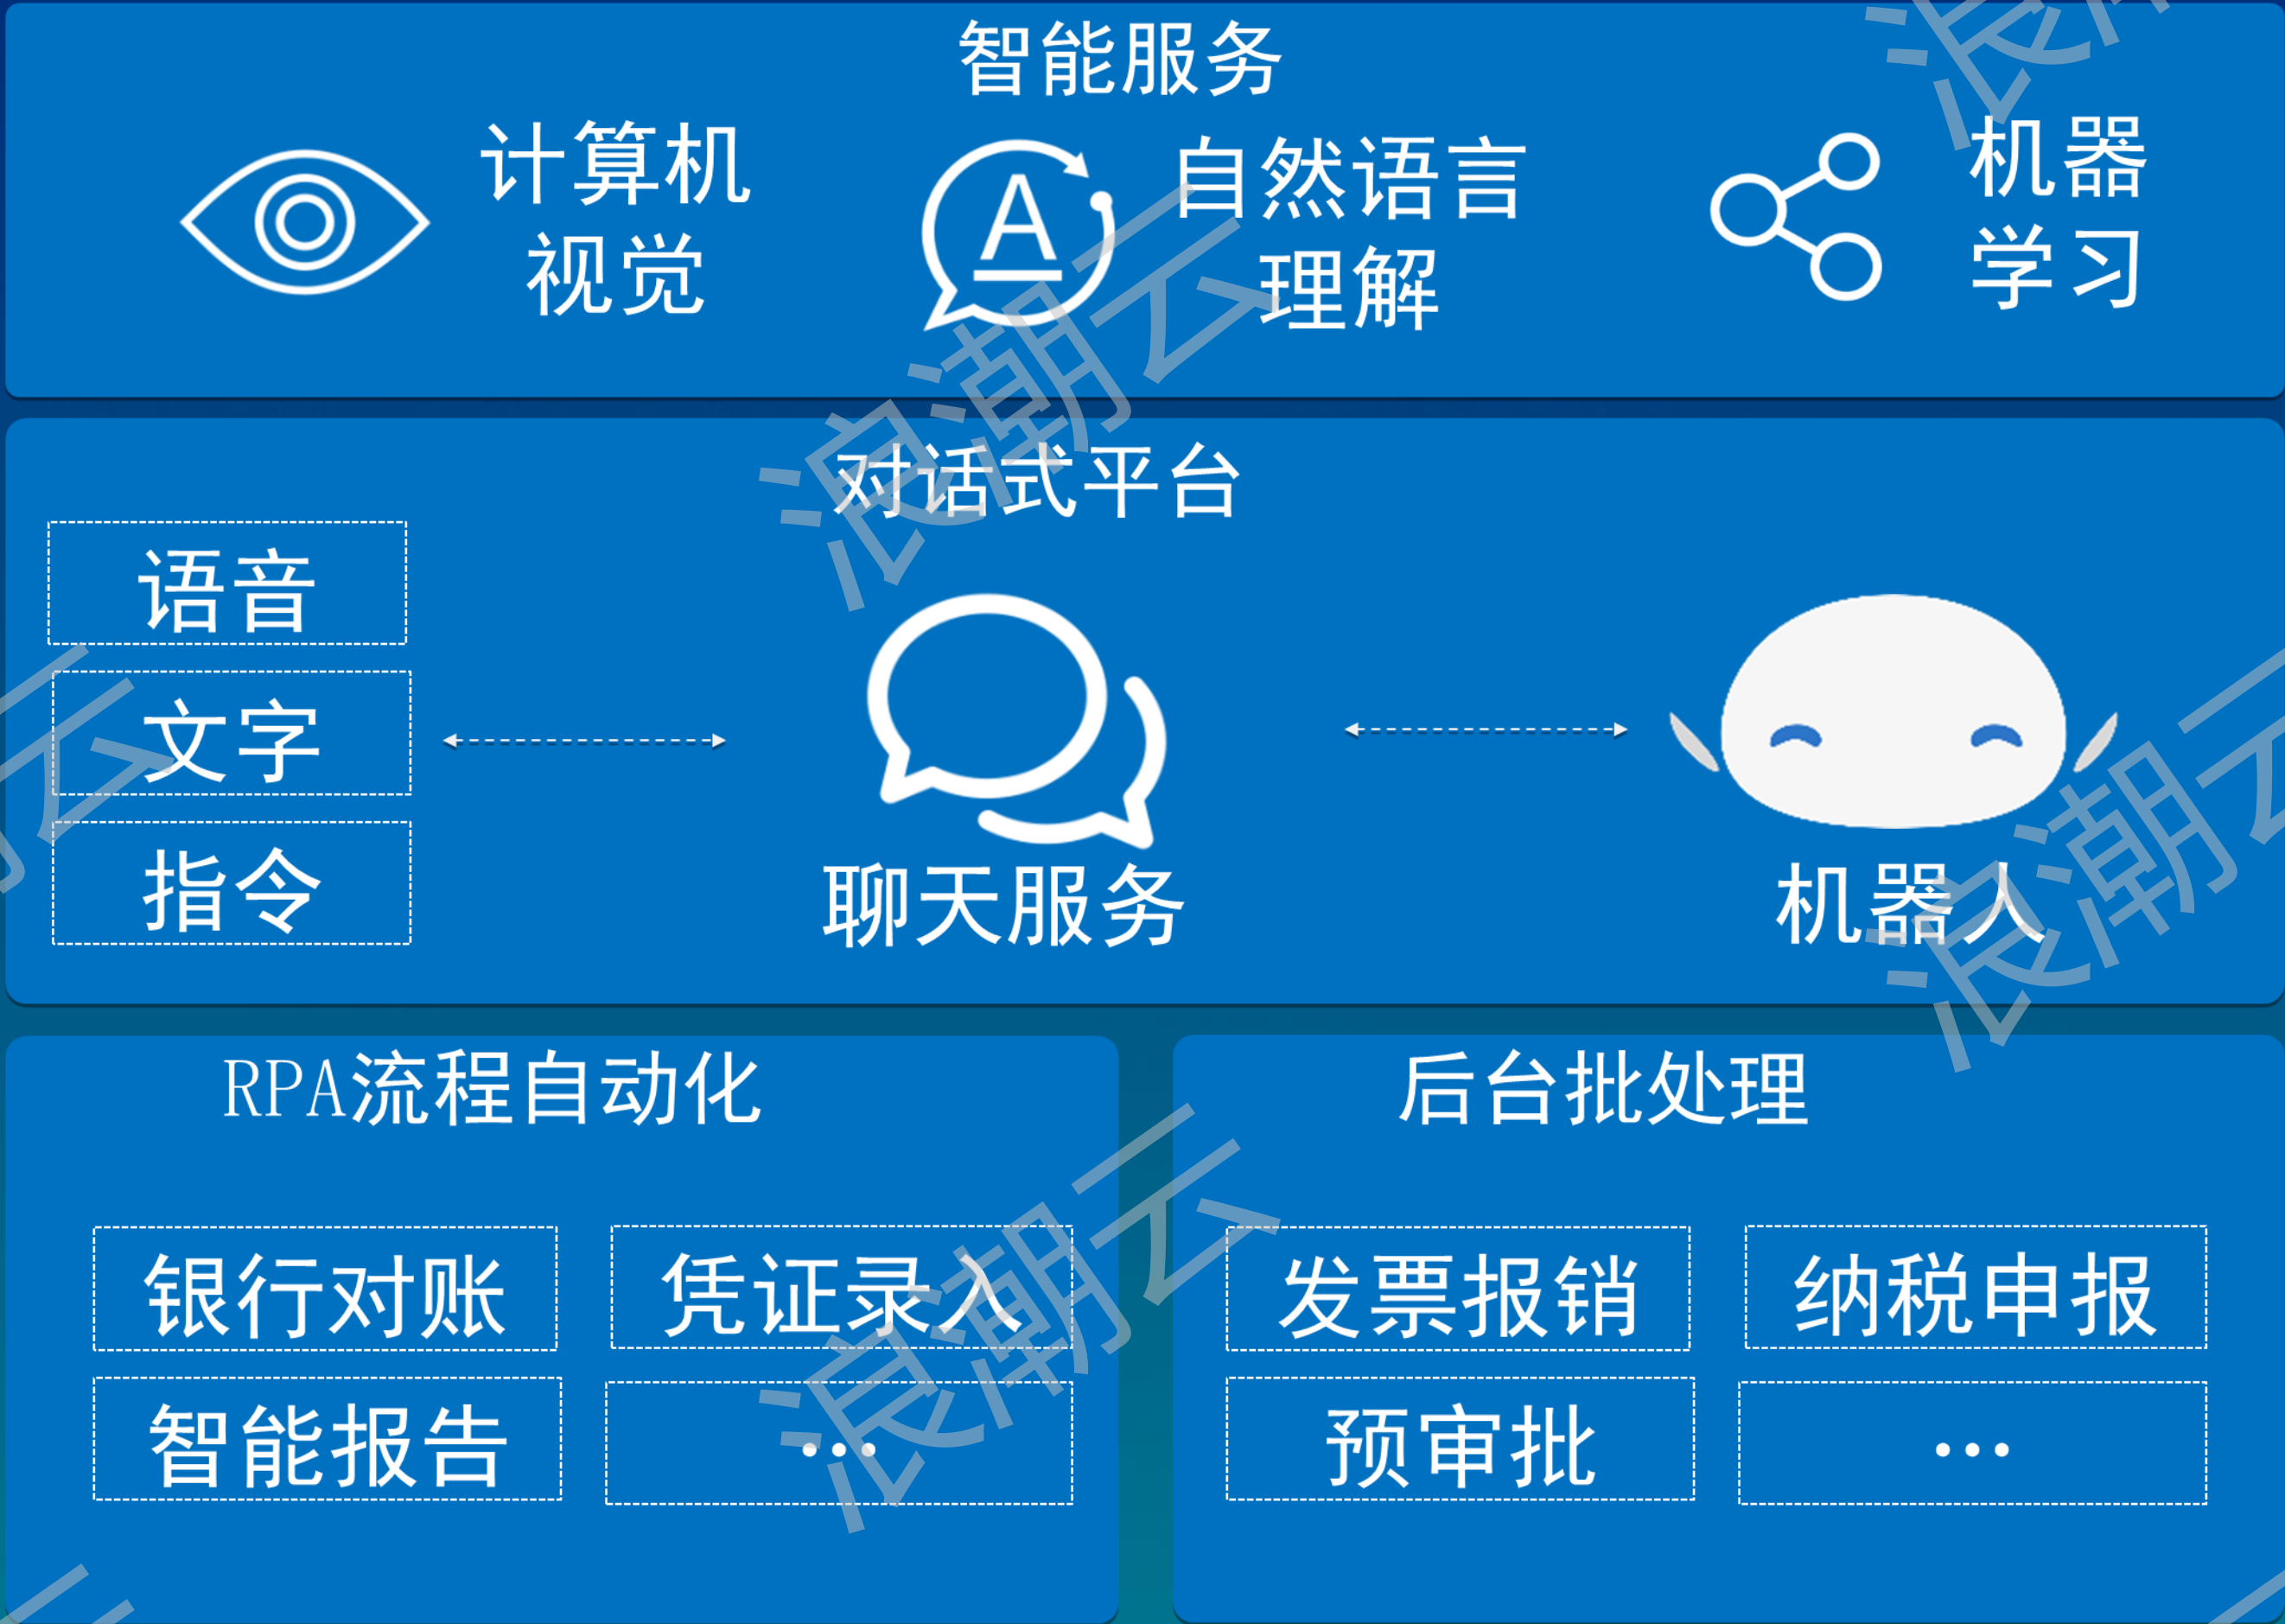 智能服务
计算机
视觉
A
自然语言
理解
机器
学习
对话式平台
语音
文字
指令
聊天服务
机器人
RPA流程自动化
银行对账
凭证录入
智能报告
...
后台批处理
发票报销
纳税申报
预审批
...
浪潮云
浪潮云
浪潮云